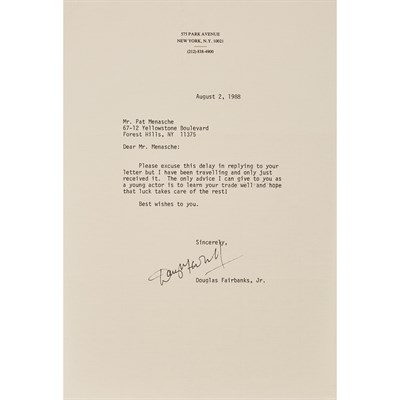 575 PARK AVENUE
NEW YORK, N.Y. 10021
(212) 838-4900
August 2, 1988
Mr. Pat Menasche
67-12 Yellowstone Boulevard
Forest Hills, NY 11375
Dear Mr. Menasche:
Please excuse this delay in replying to your
letter but I have been travelling and only just
received it. The only advice I can give to you as
a young actor is to learn your trade well and hope
that luck takes care of the rest)
Best wishes to you.
Sincerely,
Douglas Fairbanks, Jr.